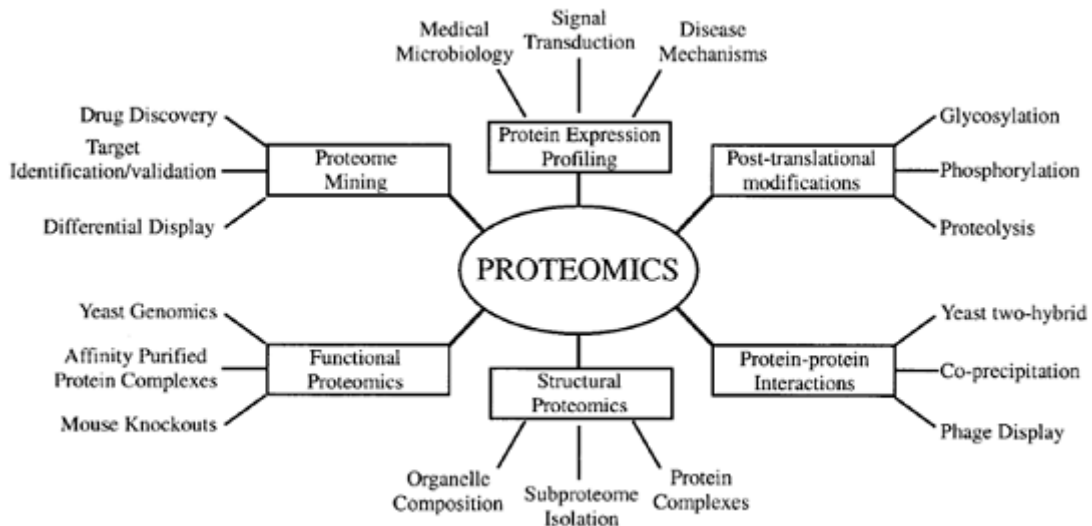 Medical
Microbiology
Signal
Transduction
Disease
Mechanisms
Protein Expression
Profiling
Drug Discovery
Target
Identification/validation
Differential Display
Proteome
Mining
Post-translational
modifications
Glycosylation
Phosphorylation
Proteolysis
PROTEOMICS
Yeast Genomics
Affinity Purified
Protein Complexes
Mouse Knockouts
Functional
Proteomics
Structural
Proteomics
Organelle
Composition
Subproteome
Isolation
Protein
Complexes
Protein-protein
Interactions
Yeast two-hybrid
Co-precipitation
Phage Display